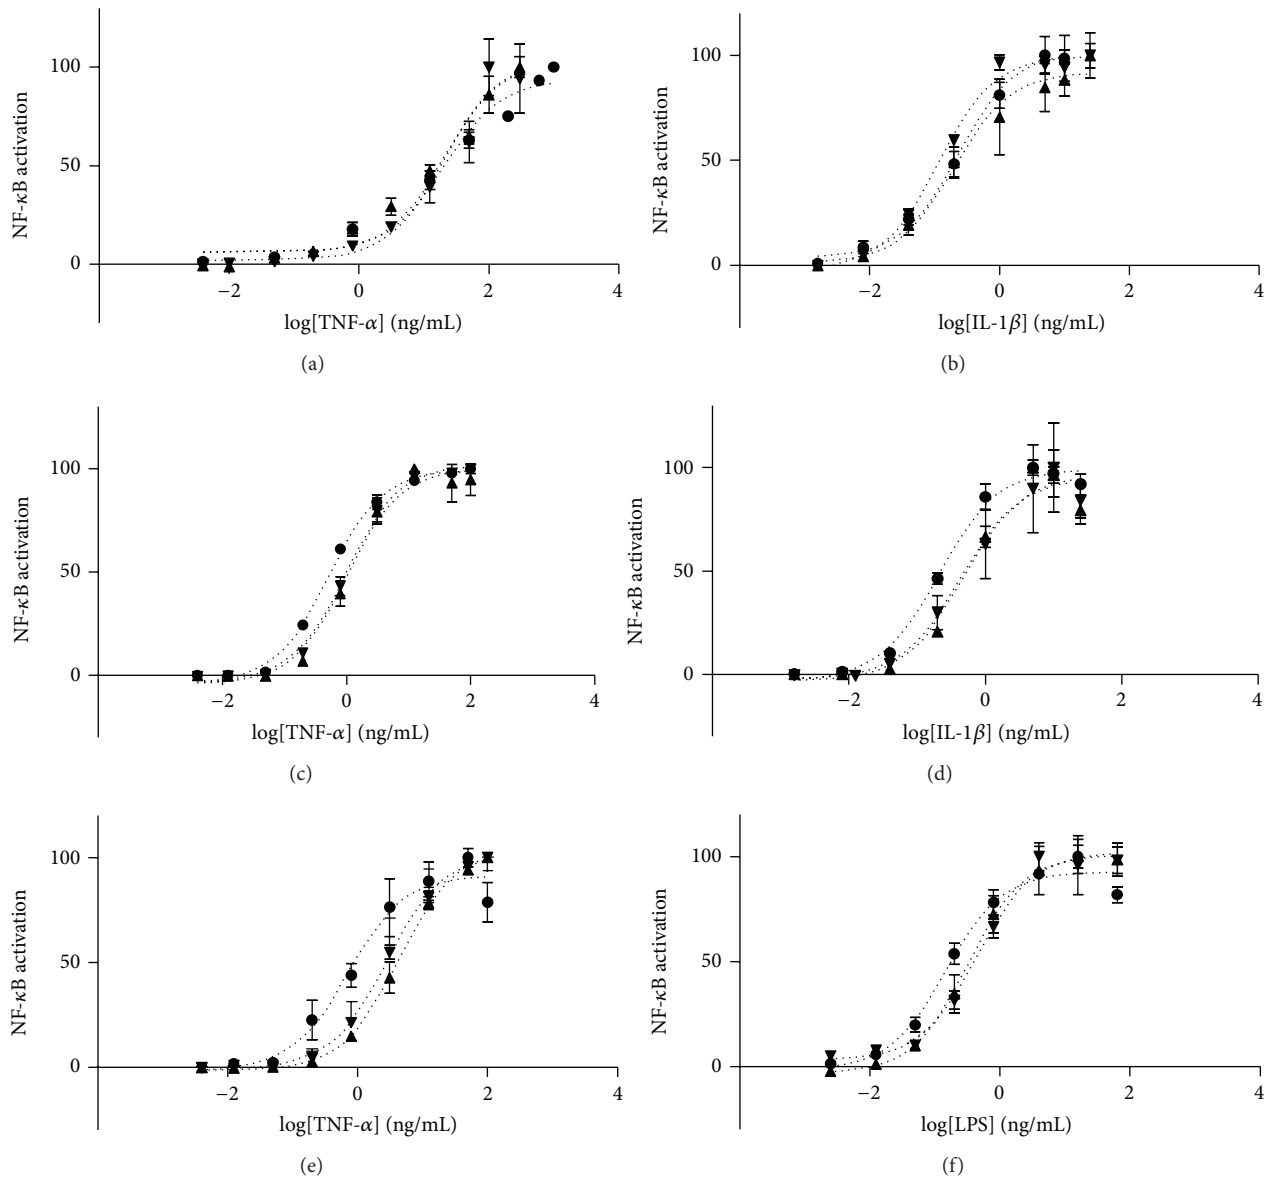 NF-κB activation
100
50
0
−2
0
2
4
log[TNF-α] (ng/mL)
(a)
NF-κB activation
100
50
0
−2
0
2
4
log[IL-1β] (ng/mL)
(b)
NF-κB activation
100
50
0
−2
0
2
4
log[TNF-α] (ng/mL)
(c)
NF-κB activation
100
50
0
−2
0
2
4
log[IL-1β] (ng/mL)
(d)
NF-κB activation
100
50
0
−2
0
2
4
log[TNF-α] (ng/mL)
(e)
NF-κB activation
100
50
0
−2
0
2
4
log[LPS] (ng/mL)
(f)